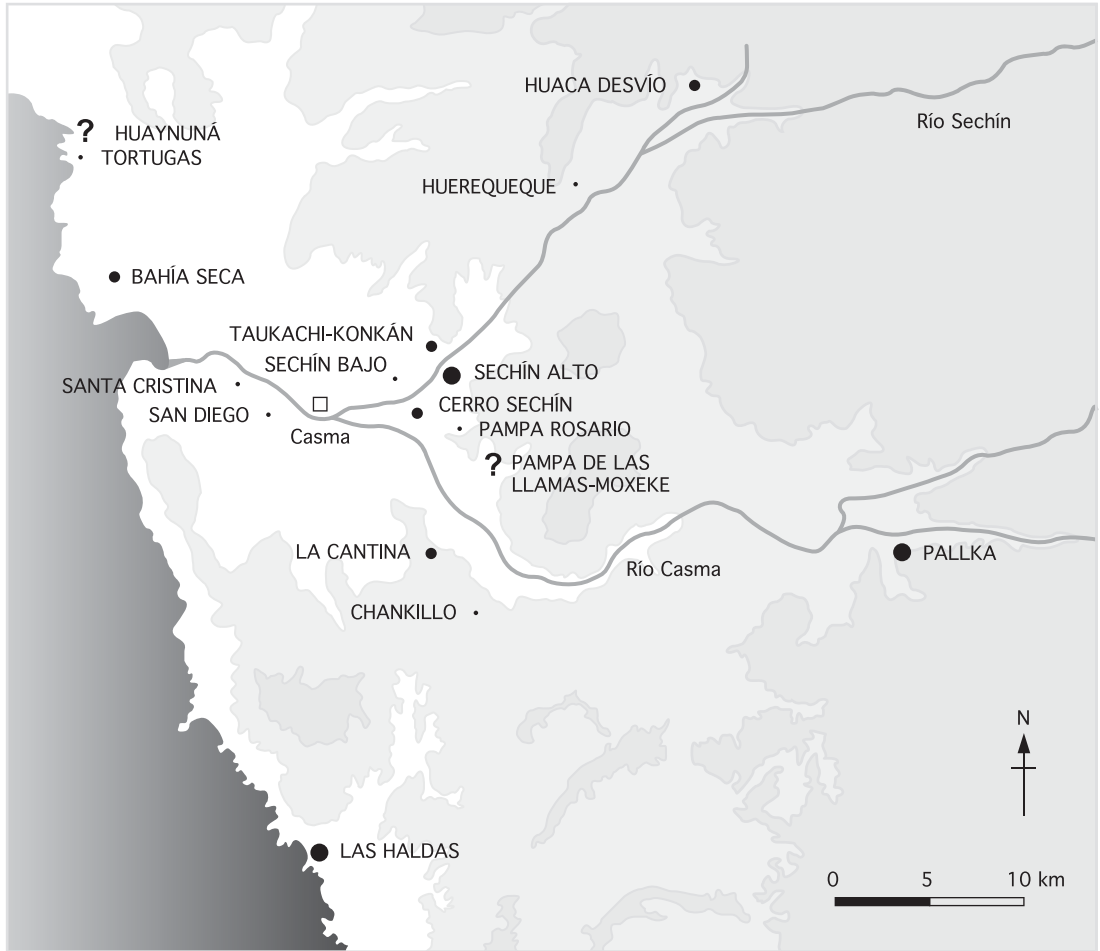 HUACA DESVÍO
Río Sechín
? HUAYNUNÁ
TORTUGAS
HUEREQUEQUE
BAHÍA SECA
TAUKACHI-KONKÁN
SECHÍN BAJO
SECHÍN ALTO
SANTA CRISTINA
CERRO SECHÍN
SAN DIEGO
PAMPA ROSARIO
Casma
? PAMPA DE LAS
LLAMAS-MOXEKE
LA CANTINA
PALLKA
Río Casma
CHANKILLO
N
LAS HALDAS
0 5 10 km